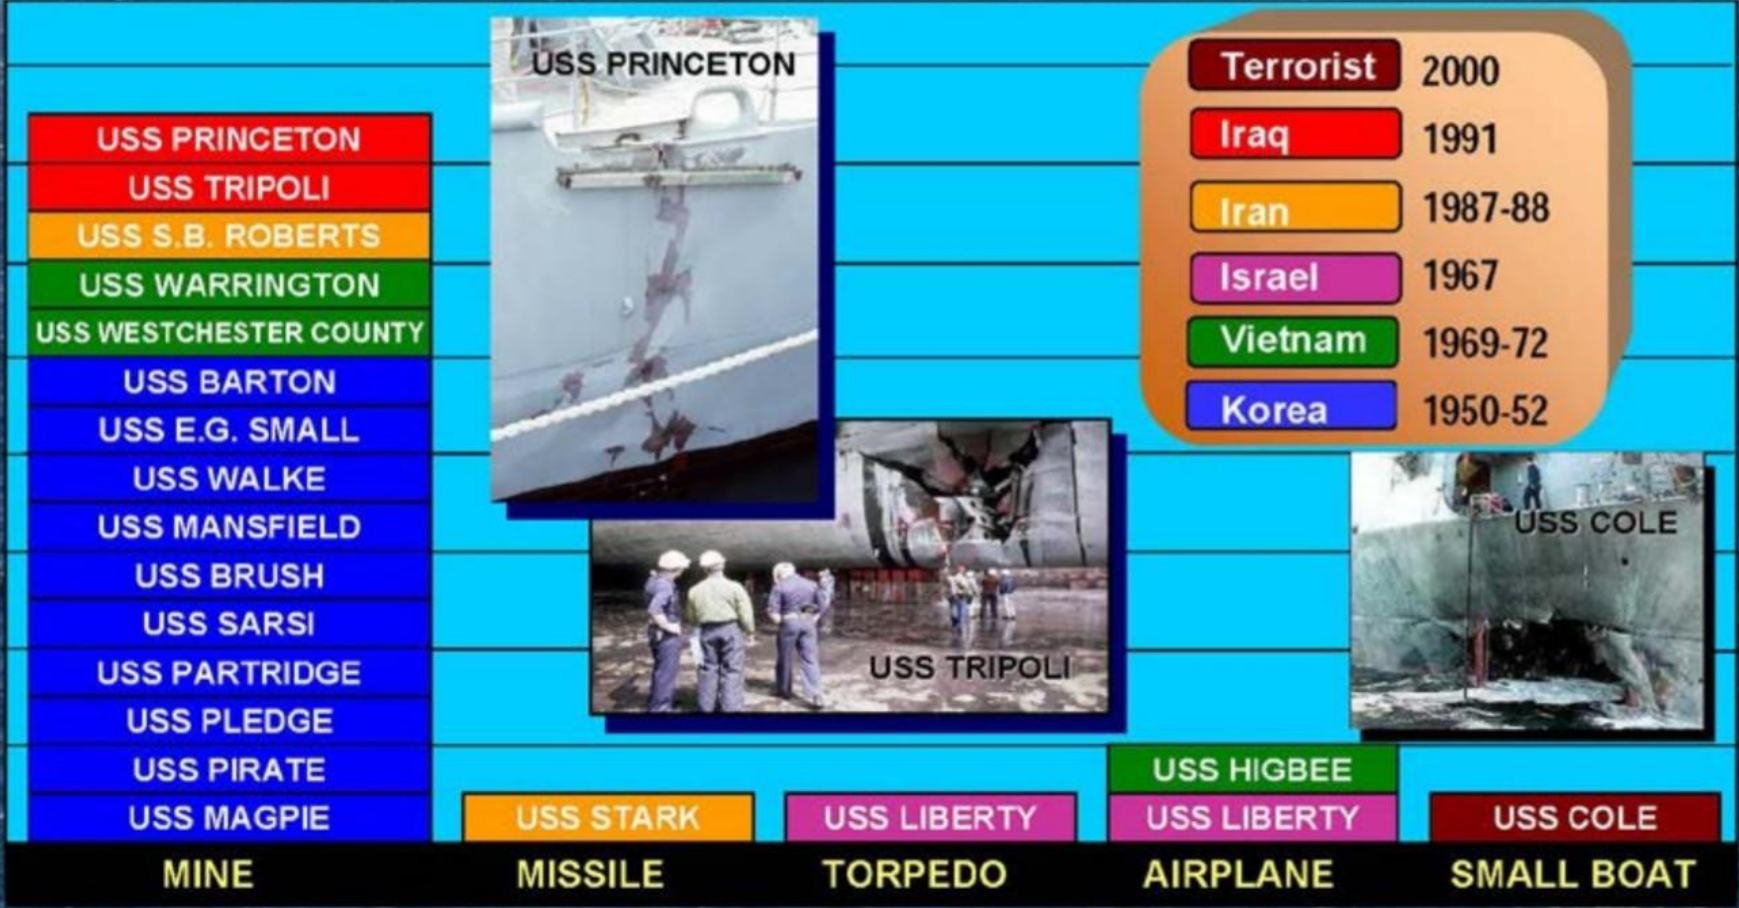 USS PRINCETON
USS TRIPOLI
USS S.B. ROBERTS
USS WARRINGTON
USS WESTCHESTER COUNTY
USS BARTON
USS E.G. SMALL
USS WALKE
USS MANSFIELD
USS BRUSH
USS SARSI
USS PARTRIDGE
USS PLEDGE
USS PIRATE
USS MAGPIE
MINE
USS STARK
MISSILE
USS LIBERTY
TORPEDO
USS HIGBEE
USS LIBERTY
AIRPLANE
USS COLE
SMALL BOAT
USS PRINCETON
USS TRIPOLI
USS COLE
Terrorist 2000
Iraq 1991
Iran 1987-88
Israel 1967
Vietnam 1969-72
Korea 1950-52